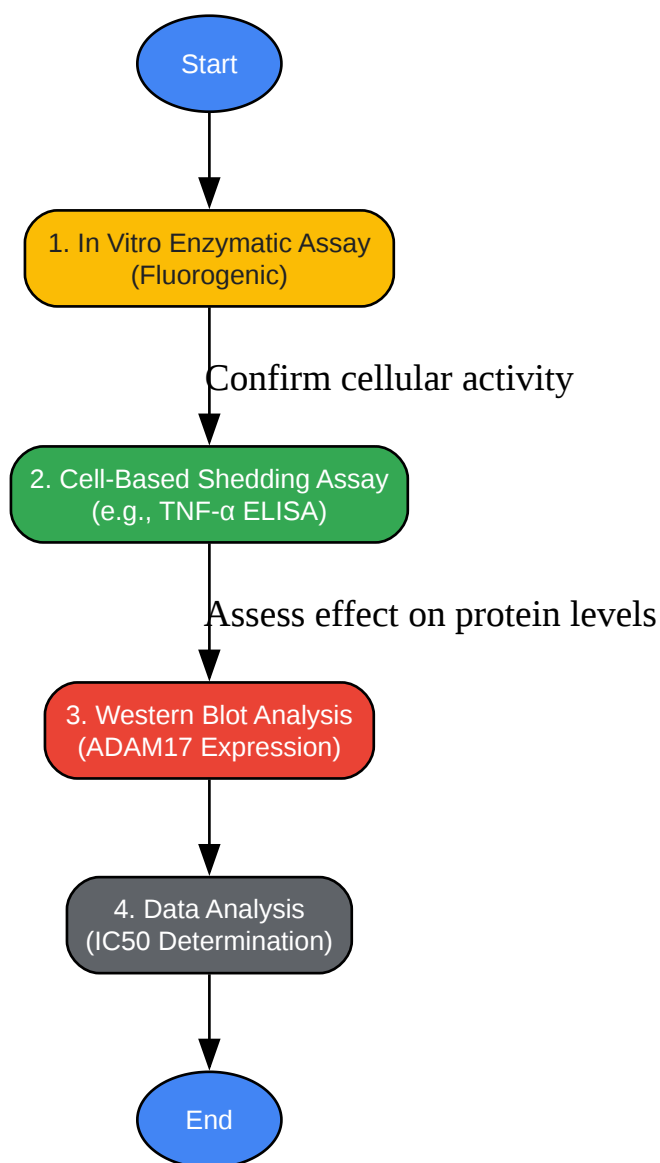 Start
1. In Vitro Enzymatic Assay
(Fluorogenic)
Confirm cellular activity
2. Cell-Based Shedding Assay
(e.g., TNF-α ELISA)
Assess effect on protein levels
3. Western Blot Analysis
(ADAM17 Expression)
4. Data Analysis
(IC50 Determination)
End